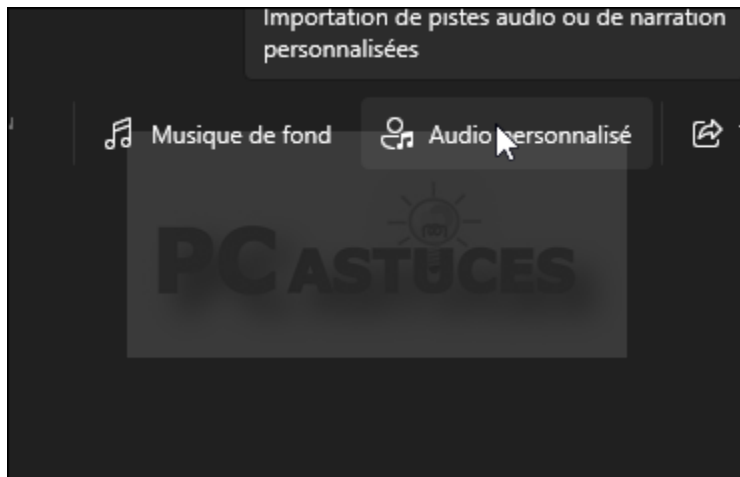 Importation de pistes audio ou de narration
personnalisées
Musique de fond
Audio personnalisé
PC ASTUCES